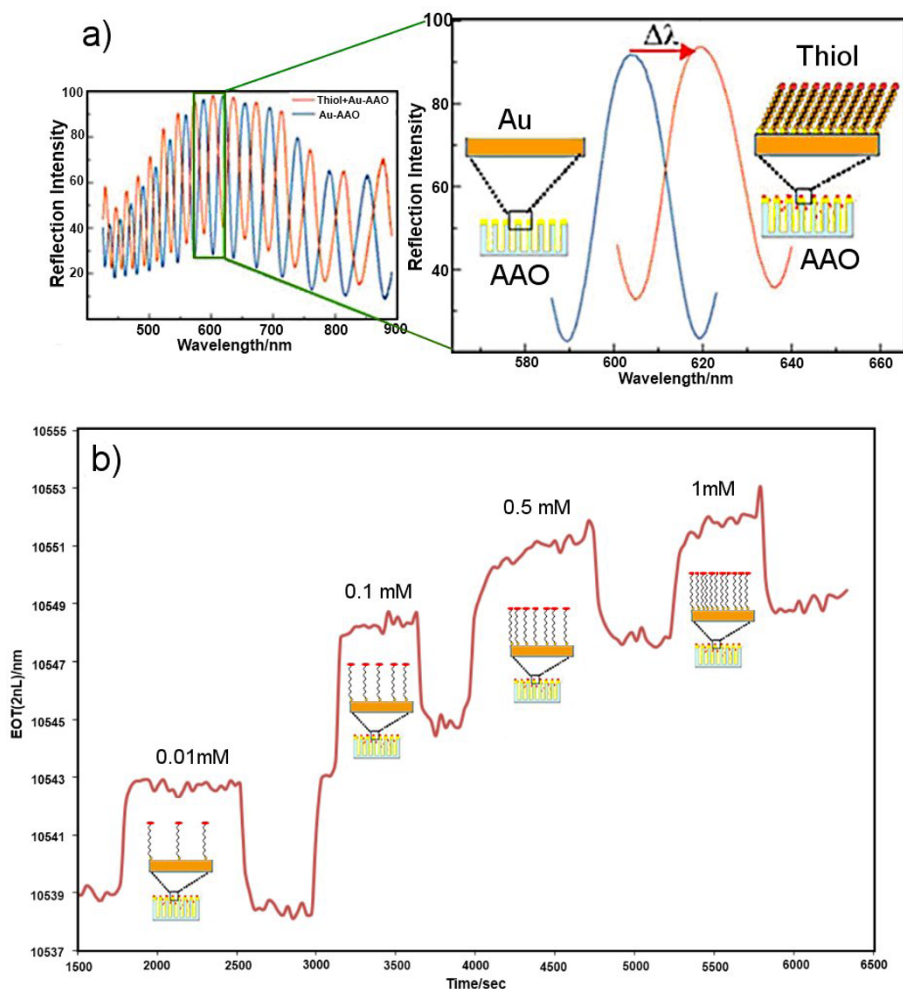 a)
Reflection Intensity
100
80
60
40
20
500
600
700
800
900
Wavelength/nm
Thiol+Au-AAO
Au-AAO
Reflection Intensity
100
80
60
40
580
600
620
640
660
Wavelength/nm
Δλ
Au
AAO
Thiol
AAO
b)
EOT(2nL)/nm
10555
10553
10551
10549
10547
10545
10543
10541
10539
10537
0.01mM
0.1 mM
0.5 mM
1mM
1500
2000
2500
3000
3500
4000
4500
5000
5500
6000
6500
Time/sec